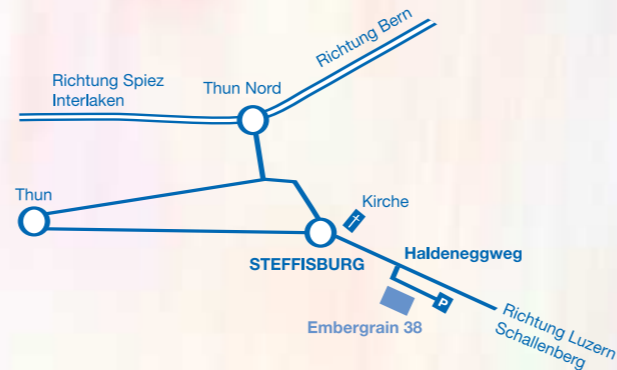 Richtung Bern
Richtung Spiez
Interlaken
Thun Nord
Thun
Kirche
STEFFISBURG
Haldeneggweg
P
Embergrain 38
Richtung Luzern
Schallenberg